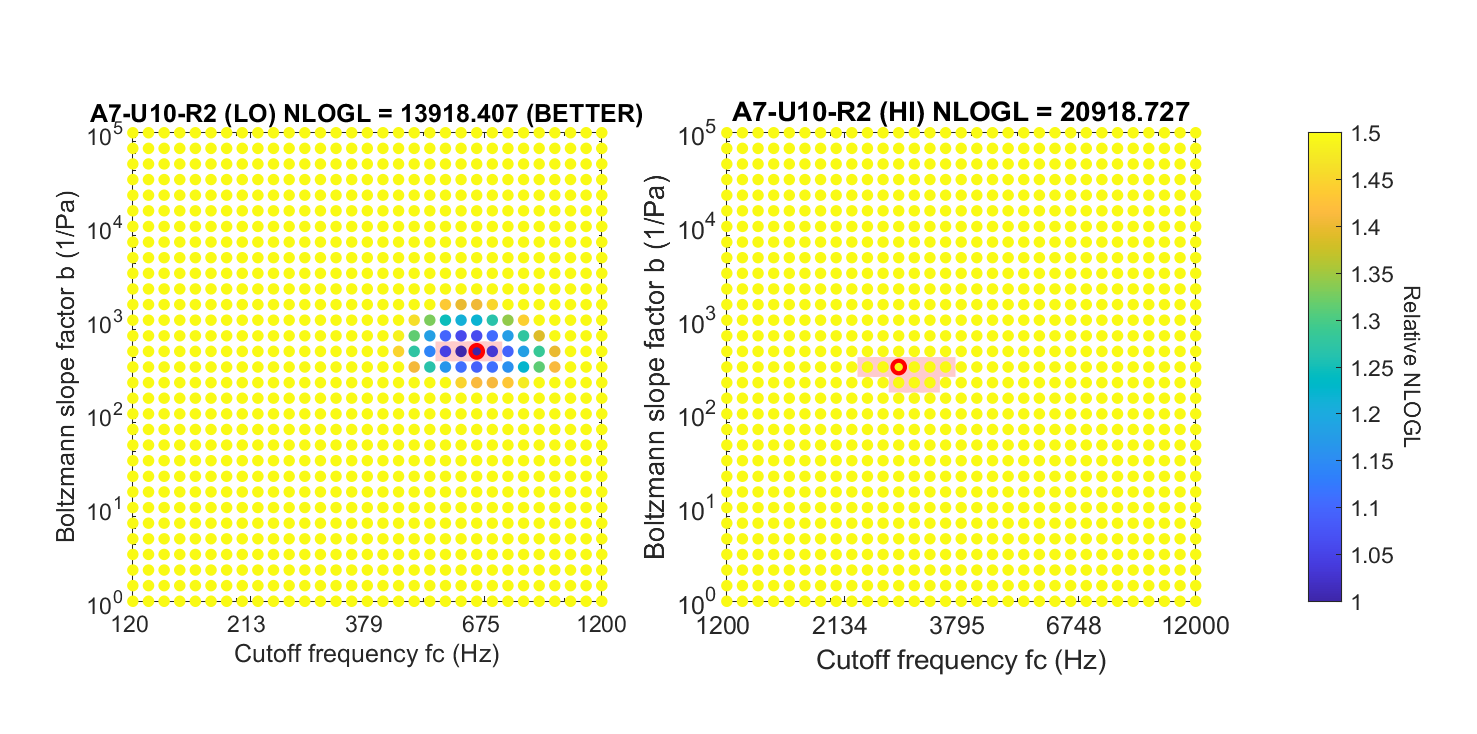 A7-U10-R2 (LO) NLOGL = 13918.407 (BETTER)
10^5
10^4
10^3
10^2
10^1
10^0
Boltzmann slope factor b (1/Pa)
120 213 379 675 1200
Cutoff frequency fc (Hz)
A7-U10-R2 (HI) NLOGL = 20918.727
10^5
10^4
10^3
10^2
10^1
10^0
Boltzmann slope factor b (1/Pa)
1200 2134 3795 6748 12000
Cutoff frequency fc (Hz)
1.5
1.45
1.4
1.35
1.3
1.25
1.2
1.15
1.1
1.05
1
Relative NLOGL